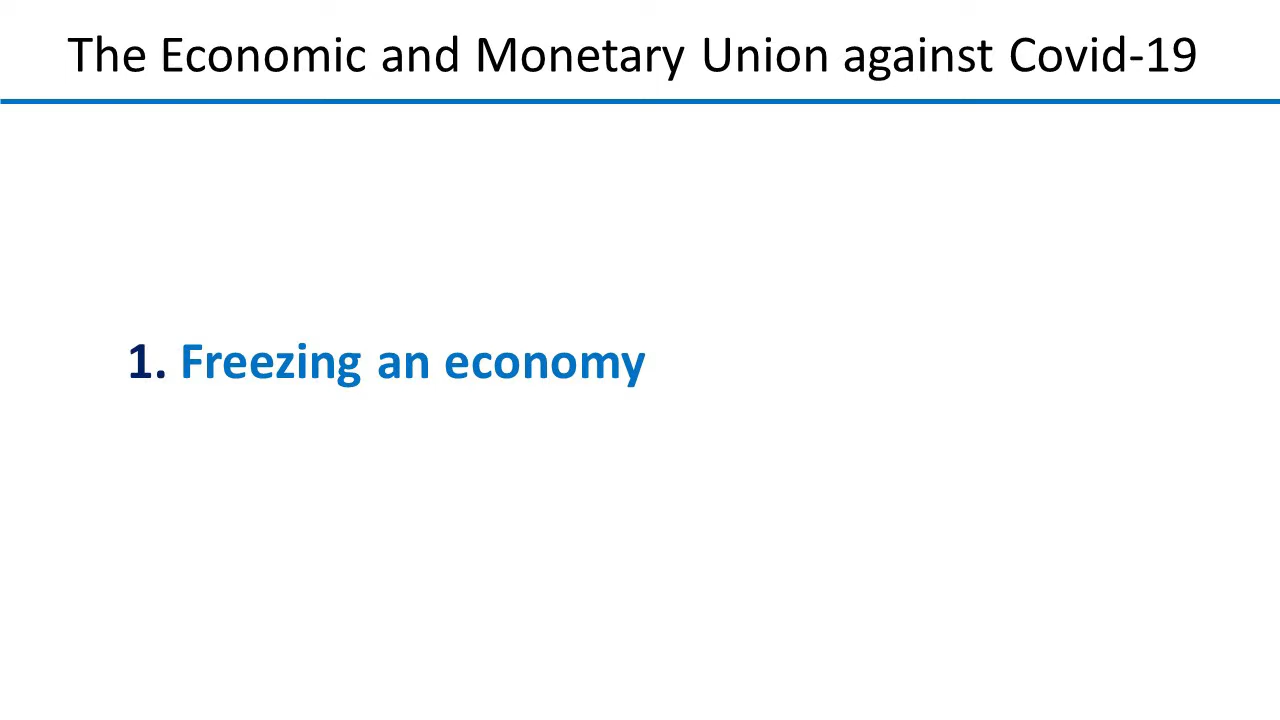 The Economic and Monetary Union against Covid-19
1. Freezing an economy